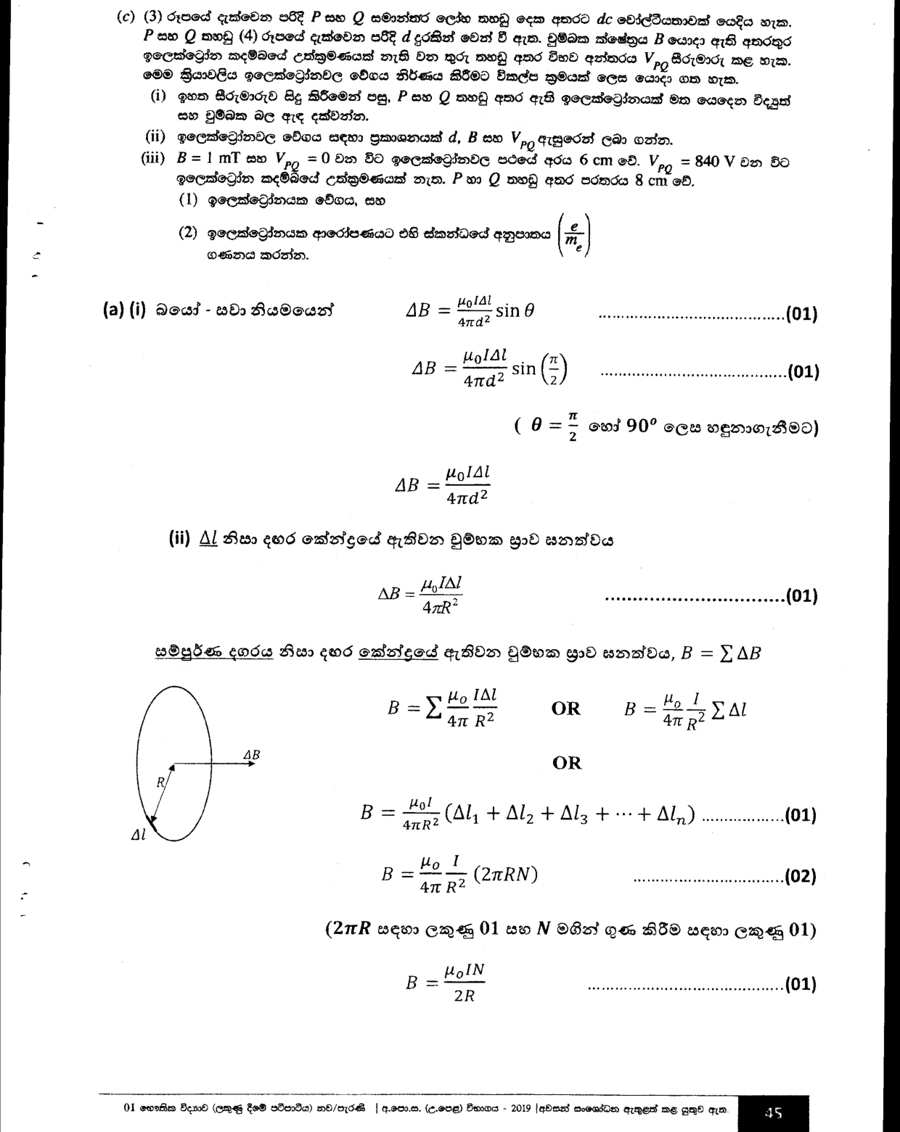 (c) (3) රූපයේ දැක්වෙන පරිදි P සහ Q සමාන්තර ලෝහ තහඩු දෙක අතරට dc වෝල්ටීයතාවක් යෙදිය හැක.
P සහ Q තහඩු (4) රූපයේ දැක්වෙන පරිදි d දුරකින් වෙන් වී ඇත. චුම්බක ක්ෂේත්‍රය B යොදා ඇති අතරතුර
ඉලෙක්ට්‍රෝන කදම්බයේ උත්ක්‍රමණයක් නැති වන තුරු තහඩු අතර විභව අන්තරය V_PQ සීරුමාරු කළ හැක.
මෙම ක්‍රියාවලිය ඉලෙක්ට්‍රෝනවල වේගය නිර්ණය කිරීමට විකල්ප ක්‍රමයක් ලෙස යොදා ගත හැක.
(i) ඉහත සීරුමාරුව සිදු කිරීමෙන් පසු, P සහ Q තහඩු අතර ඇති ඉලෙක්ට්‍රෝනයක් මත යෙදෙන විද්‍යුත්
සහ චුම්බක බල ඇඳ දක්වන්න.
(ii) ඉලෙක්ට්‍රෝනවල වේගය සඳහා ප්‍රකාශනයක් d, B සහ V_PQ ඇසුරෙන් ලබා ගන්න.
(iii) B = 1 mT සහ V_PQ = 0 වන විට ඉලෙක්ට්‍රෝනවල පථයේ අරය 6 cm වේ. V_PQ = 840 V වන විට
ඉලෙක්ට්‍රෝන කදම්බයේ උත්ක්‍රමණයක් නැත. P හා Q තහඩු අතර පරතරය 8 cm වේ.
(1) ඉලෙක්ට්‍රෝනයක වේගය, සහ
(2) ඉලෙක්ට්‍රෝනයක ආරෝපණයට එහි ස්කන්ධයේ අනුපාතය (e/m_e)
ගණනය කරන්න.
(a) (i) බයෝ - සවා නියමයෙන් ΔB = μ₀IΔl/4πd² sin θ ........................................(01)
ΔB = μ₀IΔl/4πd² sin (π/2) ........................................(01)
( θ = π/2 හෝ 90° ලෙස හඳුනාගැනීමට)
ΔB = μ₀IΔl/4πd²
(ii) Δl නිසා දඟර කේන්ද්‍රයේ ඇතිවන චුම්භක ස්‍රාව ඝනත්වය
ΔB = μ₀IΔl/4πR² ................................(01)
සම්පුර්ණ දගරය නිසා දඟර කේන්ද්‍රයේ ඇතිවන චුම්භක ස්‍රාව ඝනත්වය, B = ∑ ΔB
B = ∑ μ₀/4π IΔl/R² OR B = μ₀/4π I/R² ∑ Δl
OR
ΔB
R
Δl
B = μ₀I/4πR² (Δl₁ + Δl₂ + Δl₃ + ⋯ + Δlₙ) ..................(01)
B = μ₀/4π I/R² (2πRN) ................................(02)
(2πR සඳහා ලකුණු 01 සහ N මගින් ගුණ කිරීම සඳහා ලකුණු 01)
B = μ₀IN/2R ..........................................(01)
01 භෞතික විද්‍යාව (ලකුණු දීමේ පටිපාටිය) නව/පැරණි | අ.පො.ස. (උ.පෙළ) විභාගය - 2019 | අවසන් සංශෝධන ඇතුළත් කළ යුතුව ඇත
45